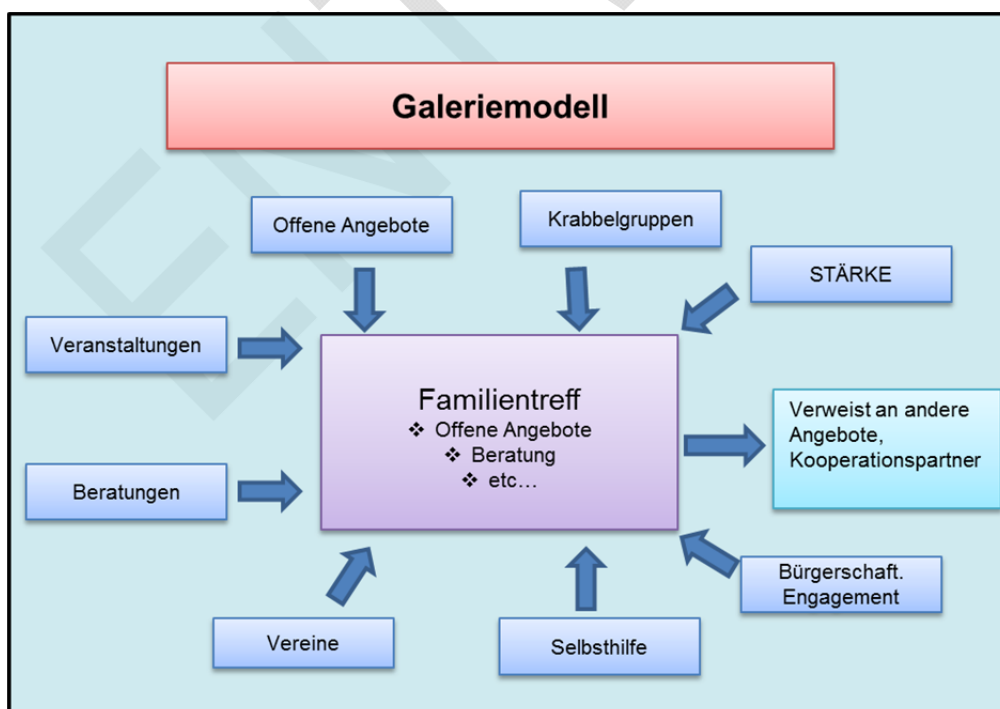 Galeriemodell
Offene Angebote
Krabbelgruppen
STÄRKE
Veranstaltungen
Familientreff
❖ Offene Angebote
❖ Beratung
❖ etc...
Verweist an andere
Angebote,
Kooperationspartner
Beratungen
Bürgerschaft.
Engagement
Vereine
Selbsthilfe